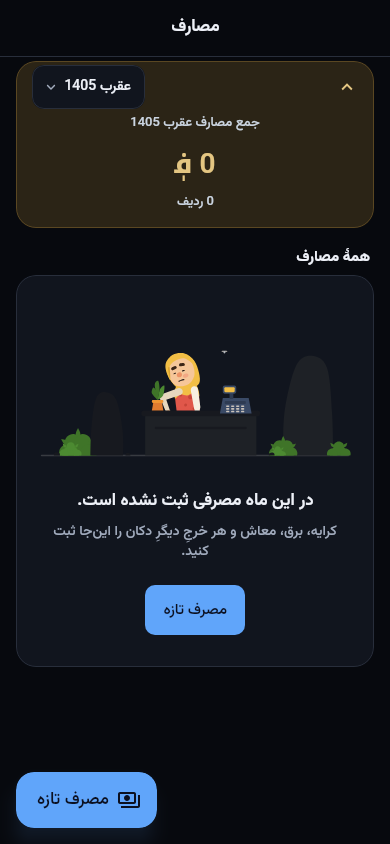 مصارف
عقرب 1405
جمع مصارف عقرب 1405
0 ؋
0 ردیف
همهٔ مصارف
در این ماه مصرفی ثبت نشده است.
کرایه، برق، معاش و هر خرجِ دیگرِ دکان را این‌جا ثبت
کنید.
مصرف تازه
مصرف تازه